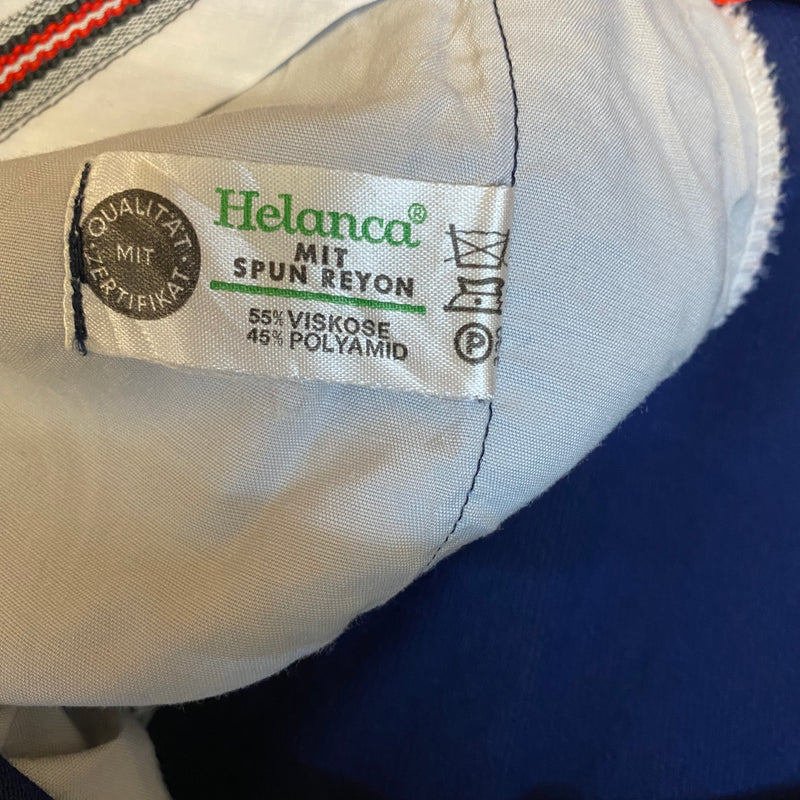 QUALITÄT
MIT
ZERTIFIKAT
Helanca®
MIT
SPUN REYON
55% VISKOSE
45% POLYAMID
P